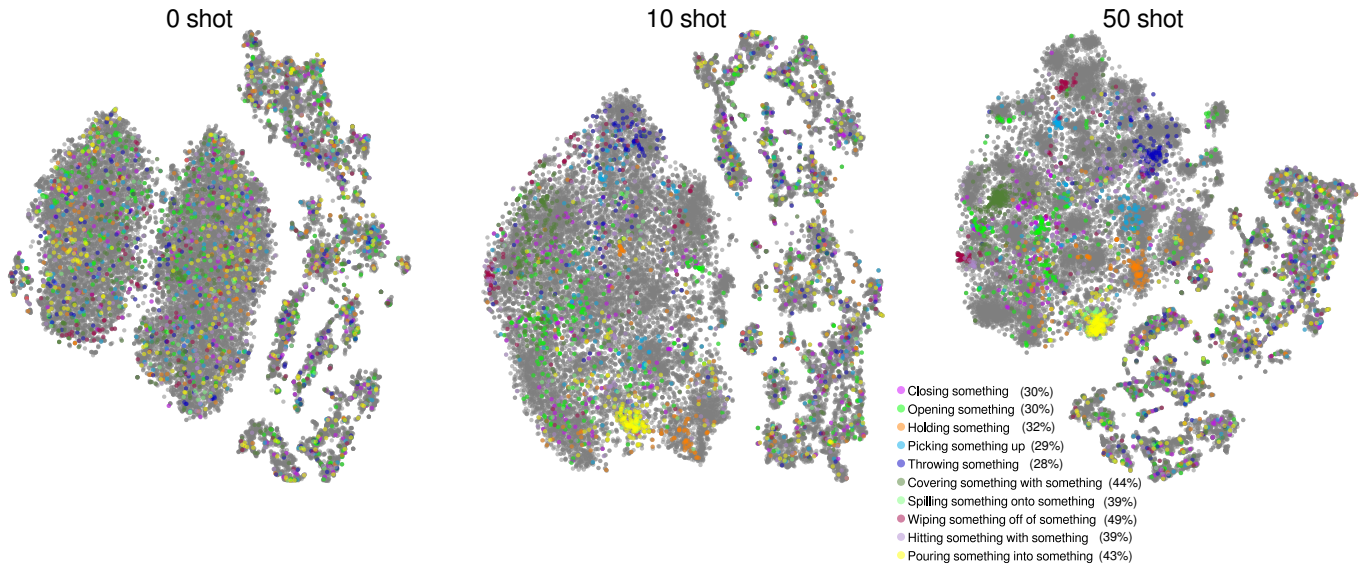 0 shot
10 shot
50 shot
Closing something (30%)
Opening something (30%)
Holding something (32%)
Picking something up (29%)
Throwing something (28%)
Covering something with something (44%)
Spilling something onto something (39%)
Wiping something off of something (49%)
Hitting something with something (39%)
Pouring something into something (43%)